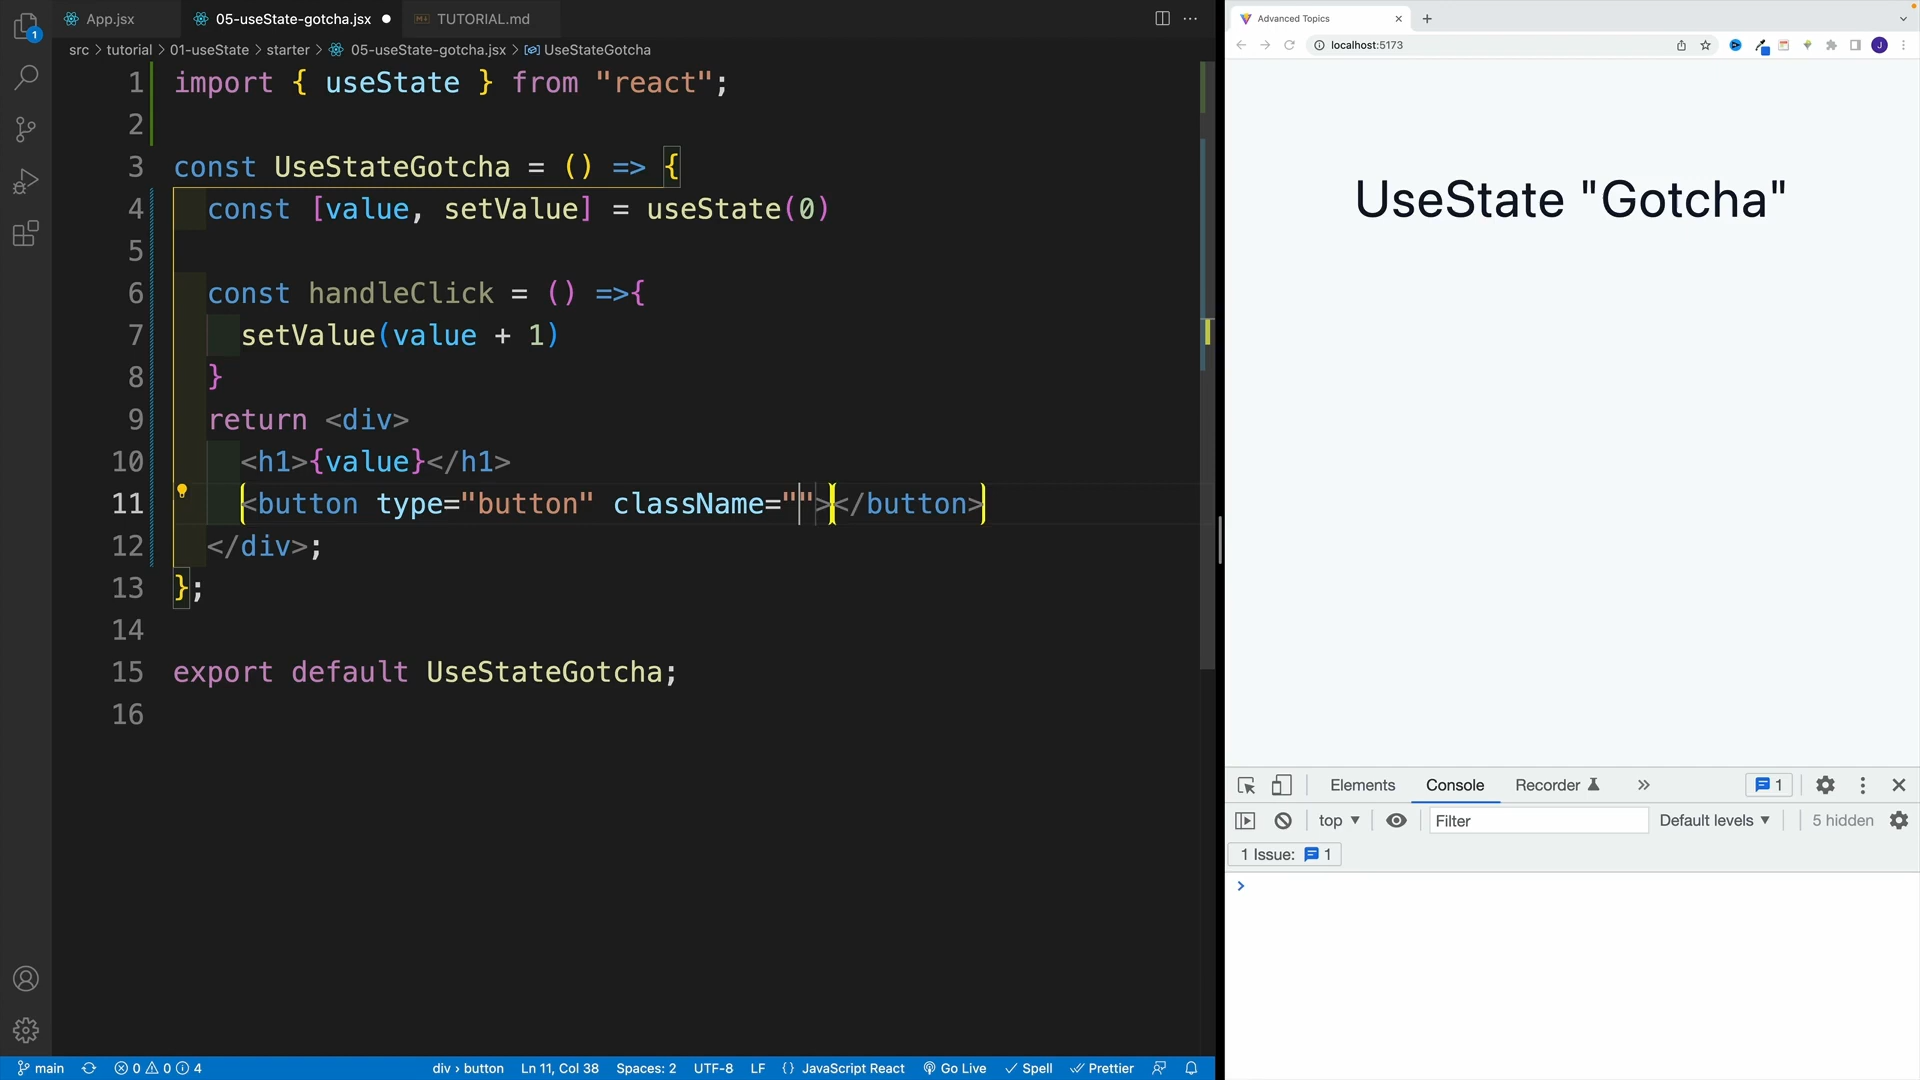 App.jsx
05-useState-gotcha.jsx
TUTORIAL.md
src > tutorial > 01-useState > starter > 05-useState-gotcha.jsx > UseStateGotcha
1
1 import { useState } from "react";
2
3 const UseStateGotcha = () => {
4 const [value, setValue] = useState(0)
5
6 const handleClick = () =>{
7 setValue(value + 1)
8 }
9 return <div>
10 <h1>{value}</h1>
11 <button type="button" className=""></button>
12 </div>;
13 };
14
15 export default UseStateGotcha;
16
main
0 0 4
div › button
Ln 11, Col 38
Spaces: 2
UTF-8
LF
{} JavaScript React
Go Live
Spell
Prettier
Advanced Topics
localhost:5173
J
UseState "Gotcha"
Elements
Console
Recorder
1
top
Filter
Default levels
5 hidden
1 Issue: 1